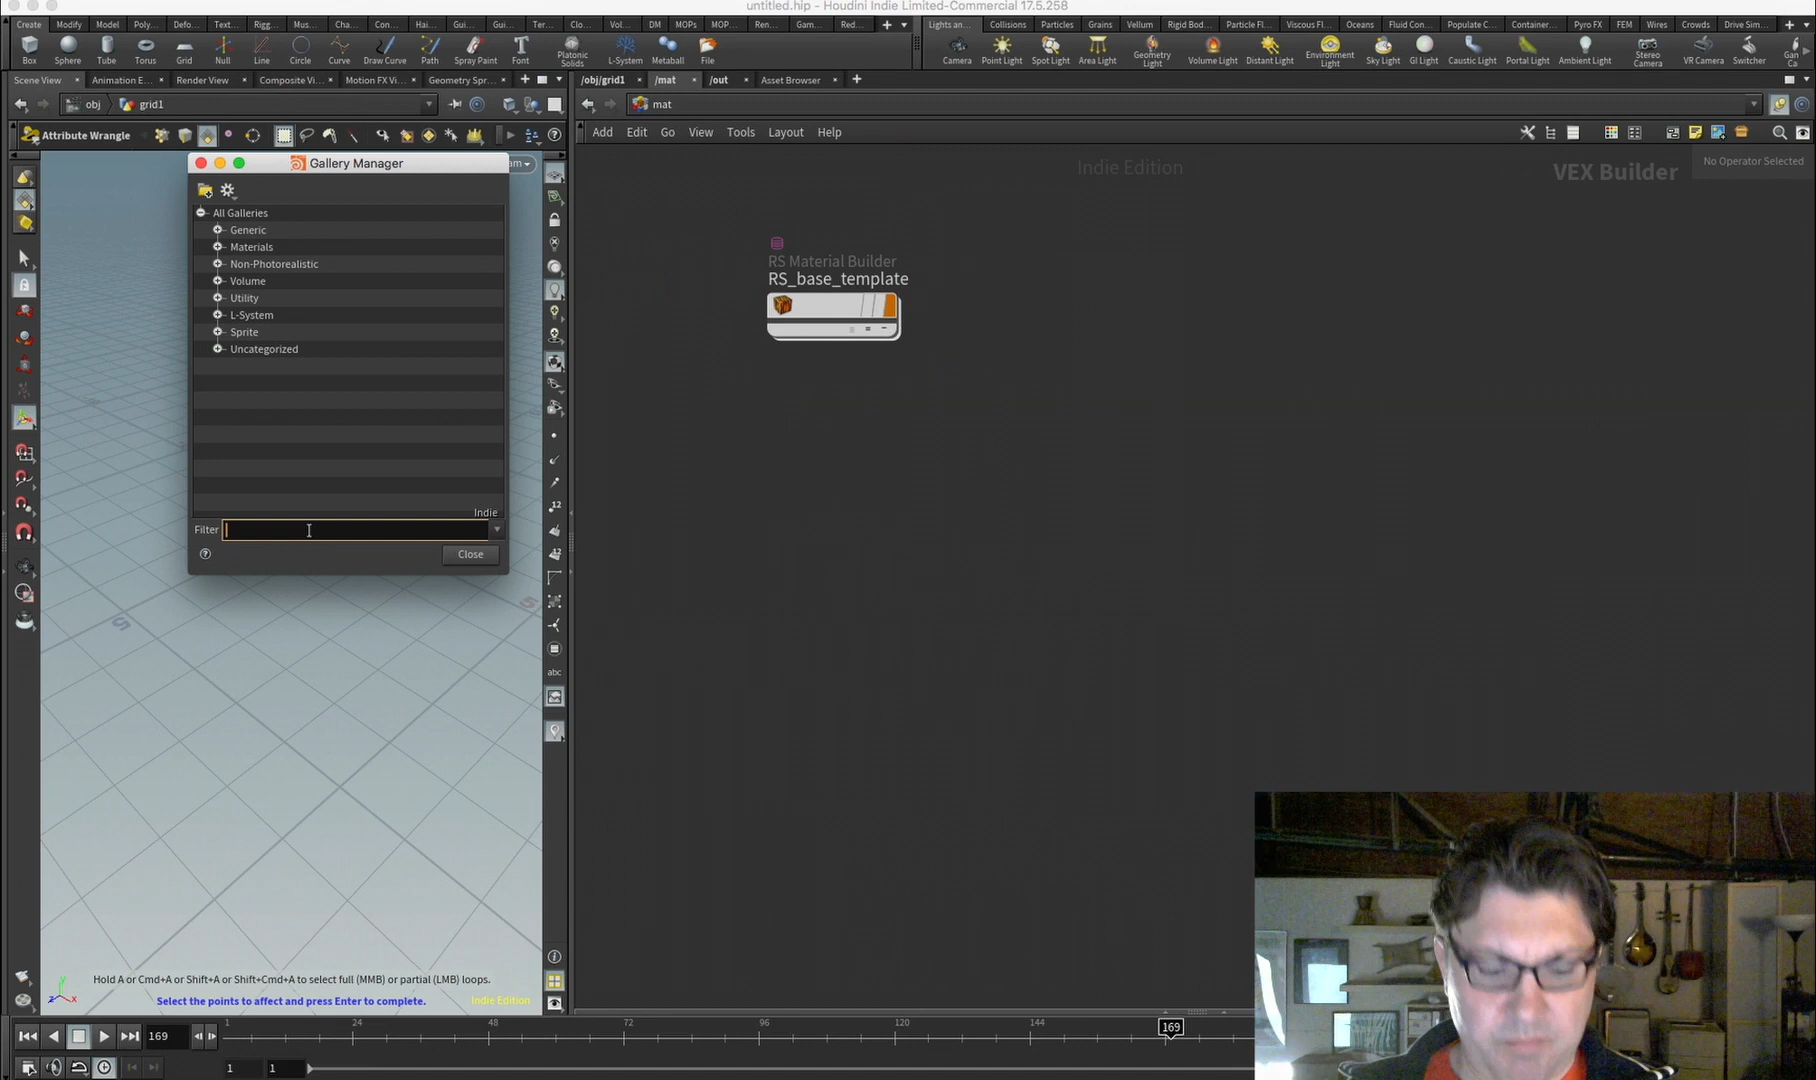 untitled.hip - Houdini Indie Limited-Commercial 17.5.258
Create Modify Model Poly... Defo... Text... Rigg... Mus... Cha... Con... Hai... Gui... Gui... Ter... Clo... Vol... DM MOPs MOP... Ren... Gam... Red...
Lights an... Collisions Particles Grains Vellum Rigid Bod... Particle Fl... Viscous Fl... Oceans Fluid Con... Populate C... Container... Pyro FX FEM Wires Crowds Drive Sim...
Box Sphere Tube Torus Grid Null Line Circle Curve Draw Curve Path Spray Paint Font Platonic Solids L-System Metaball File
Camera Point Light Spot Light Area Light Geometry Light Volume Light Distant Light Environment Light Sky Light GI Light Caustic Light Portal Light Ambient Light Stereo Camera VR Camera Switcher Gan Ca
Scene View Animation E... Render View Composite Vi... Motion FX Vi... Geometry Spr...
/obj/grid1 /mat /out Asset Browser
obj grid1
mat
Attribute Wrangle
Add Edit Go View Tools Layout Help
Gallery Manager
am
Indie Edition
VEX Builder
No Operator Selected
All Galleries
Generic
Materials
Non-Photorealistic
Volume
Utility
L-System
Sprite
Uncategorized
RS Material Builder
RS_base_template
Indie
Filter
Close
12
12
abc
5
5
Hold A or Cmd+A or Shift+A or Shift+Cmd+A to select full (MMB) or partial (LMB) loops.
Select the points to affect and press Enter to complete.
Indie Edition
y
z x
169
1 24 48 72 96 120 144 169
1 1